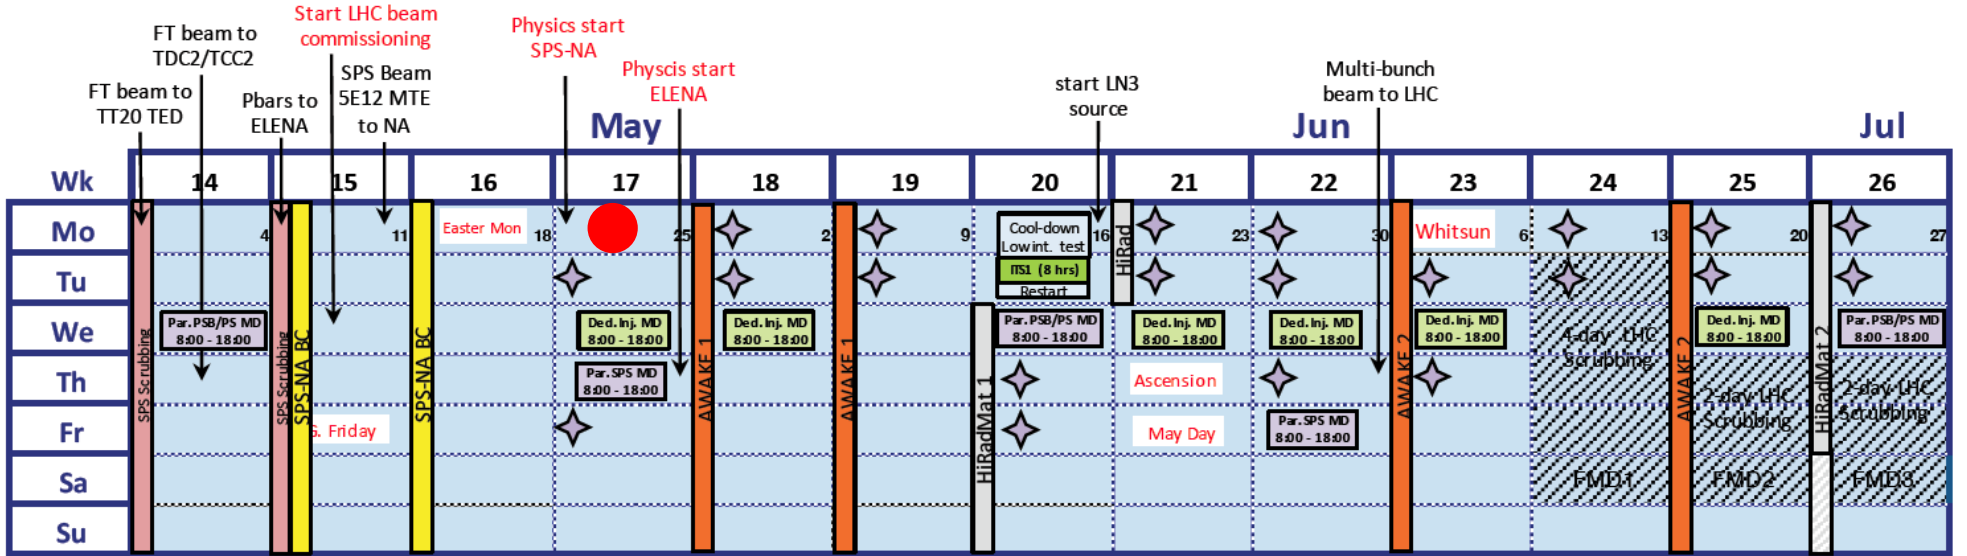 FT beam to
TT20 TED
FT beam to
TDC2/TCC2
Pbars to
ELENA
Start LHC beam
commissioning
SPS Beam
5E12 MTE
to NA
Physics start
SPS-NA
Physcis start
ELENA
start LN3
source
Multi-bunch
beam to LHC
May
Jun
Jul
Wk 14 15 16 17 18 19 20 21 22 23 24 25 26
Mo 4 11 Easter Mon 18 25 2 9 Cool-down 16 23 30 Whitsun 6 13 20 27
Low int. test
Tu ITS1 (8 hrs)
Restart
We Par. PSB/PS MD Ded. Inj. MD Ded. Inj. MD Par. PSB/PS MD Ded. Inj. MD Ded. Inj. MD Ded. Inj. MD 4-day LHC Ded. Inj. MD Par. PSB/PS MD
8:00 - 18:00 8:00 - 18:00 8:00 - 18:00 8:00 - 18:00 8:00 - 18:00 8:00 - 18:00 8:00 - 18:00 Scrubbing 8:00 - 18:00 8:00 - 18:00
Th Par. SPS MD Ascension 2-day LHC 2-day LHC
8:00 - 18:00 Scrubbing Scrubbing
Fr G. Friday May Day Par. SPS MD
8:00 - 18:00
Sa FMD1 FMD2 FMD3
Su
SPS Scrubbing
SPS Scrubbing
SPS-NA BC
SPS-NA BC
AWAKE 1
AWAKE 1
HiRadMat 1
HiRad
AWAKE 2
AWAKE 2
HiRadMat 2